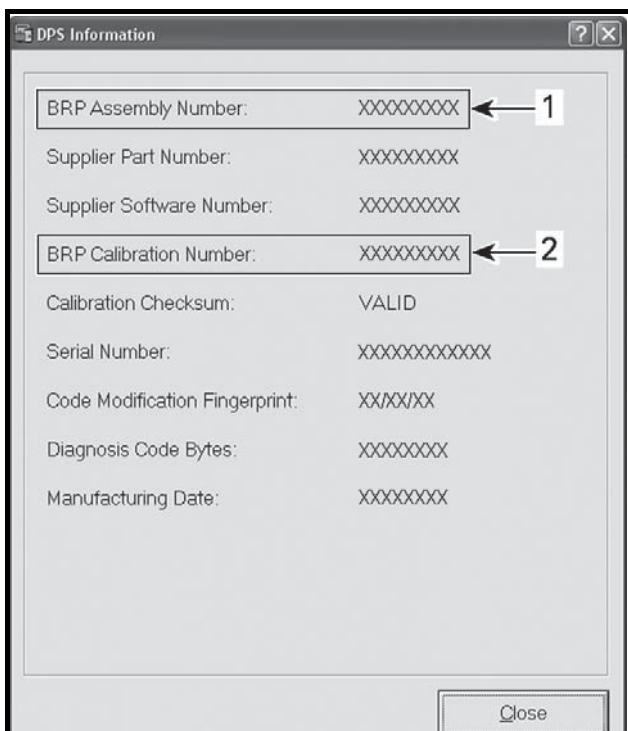 DPS Information
BRP Assembly Number: XXXXXXXXX 1
Supplier Part Number: XXXXXXXXX
Supplier Software Number: XXXXXXXXX
BRP Calibration Number: XXXXXXXXX 2
Calibration Checksum: VALID
Serial Number: XXXXXXXXXXXX
Code Modification Fingerprint: XX/XX/XX
Diagnosis Code Bytes: XXXXXXXX
Manufacturing Date: XXXXXXXX
Close